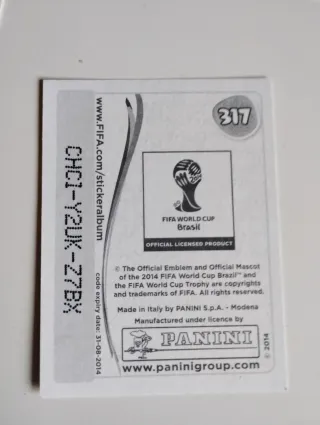 317
FIFA WORLD CUP
Brasil
OFFICIAL LICENSED PRODUCT
© The Official Emblem and Official Mascot
of the 2014 FIFA World Cup Brazil™ and
the FIFA World Cup Trophy are copyrights
and trademarks of FIFA. All rights reserved.
Made in Italy by PANINI S.p.A. - Modena
Manufactured under licence by
PANINI
www.paninigroup.com
© 2014
www.FIFA.com/stickeralbum
code expiry date: 31-08-2014
CHCI-Y2UK-Z7BX